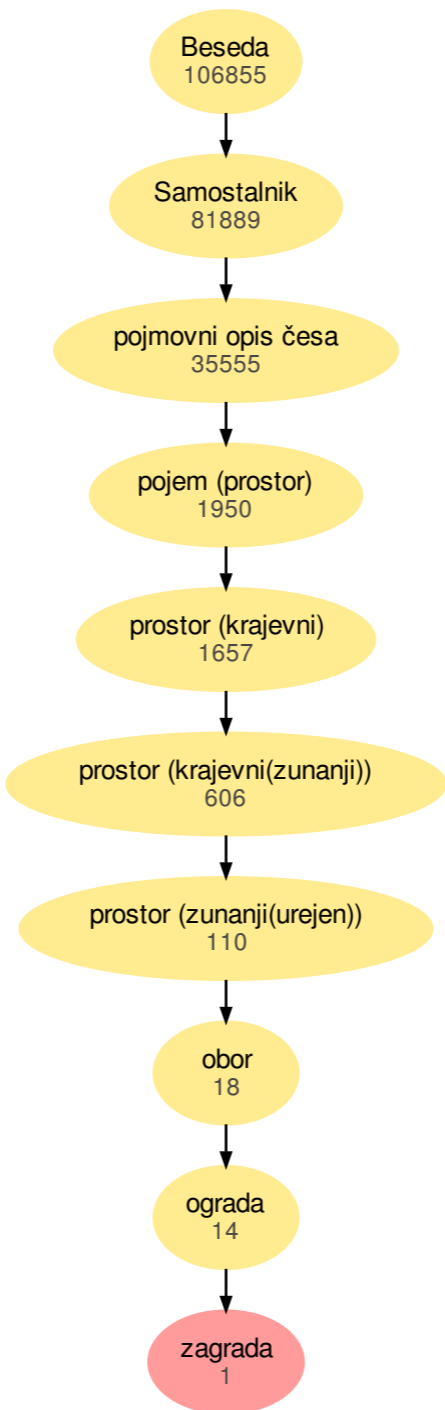 Beseda
106855
Samostalnik
81889
pojmovni opis česa
35555
pojem (prostor)
1950
prostor (krajevni)
1657
prostor (krajevni(zunanji))
606
prostor (zunanji(urejen))
110
obor
18
ograda
14
zagrada
1